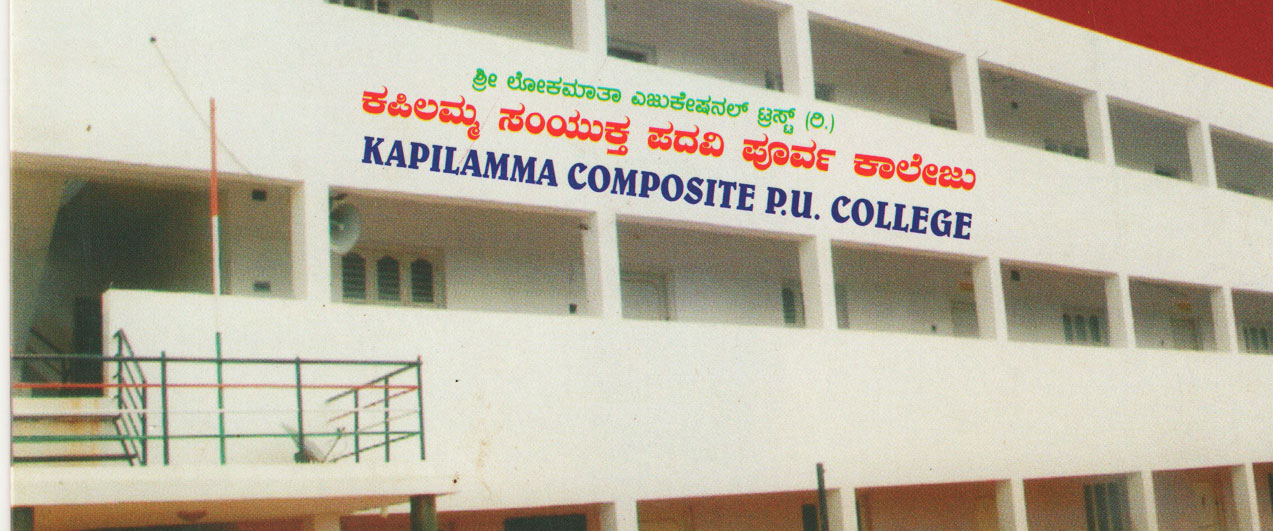 ಶ್ರೀ ಲೋಕಮಾತಾ ಎಜುಕೇಷನಲ್ ಟ್ರಸ್ಟ್ (ರಿ.)
ಕಪಿಲಮ್ಮ ಸಂಯುಕ್ತ ಪದವಿ ಪೂರ್ವ ಕಾಲೇಜು
KAPILAMMA COMPOSITE P.U. COLLEGE